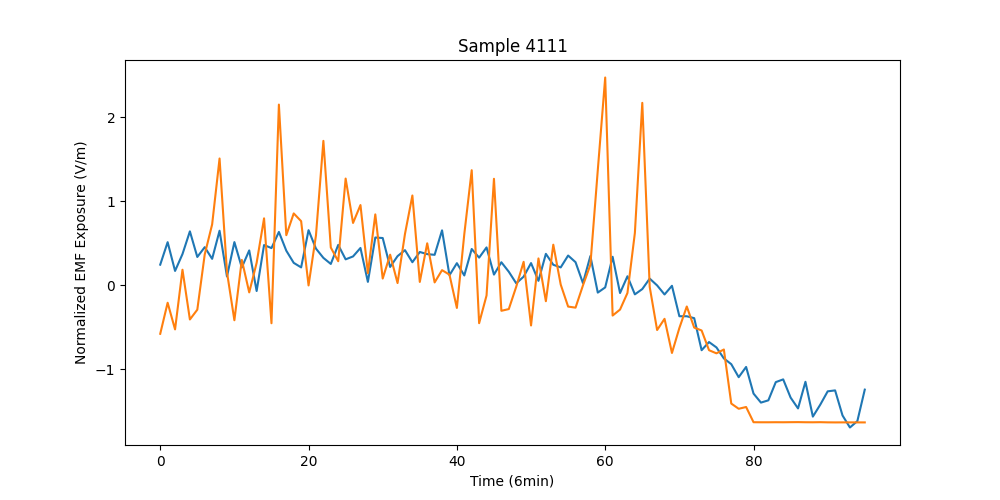 Sample 4111
Normalized EMF Exposure (V/m)
2
1
0
−1
0 20 40 60 80
Time (6min)